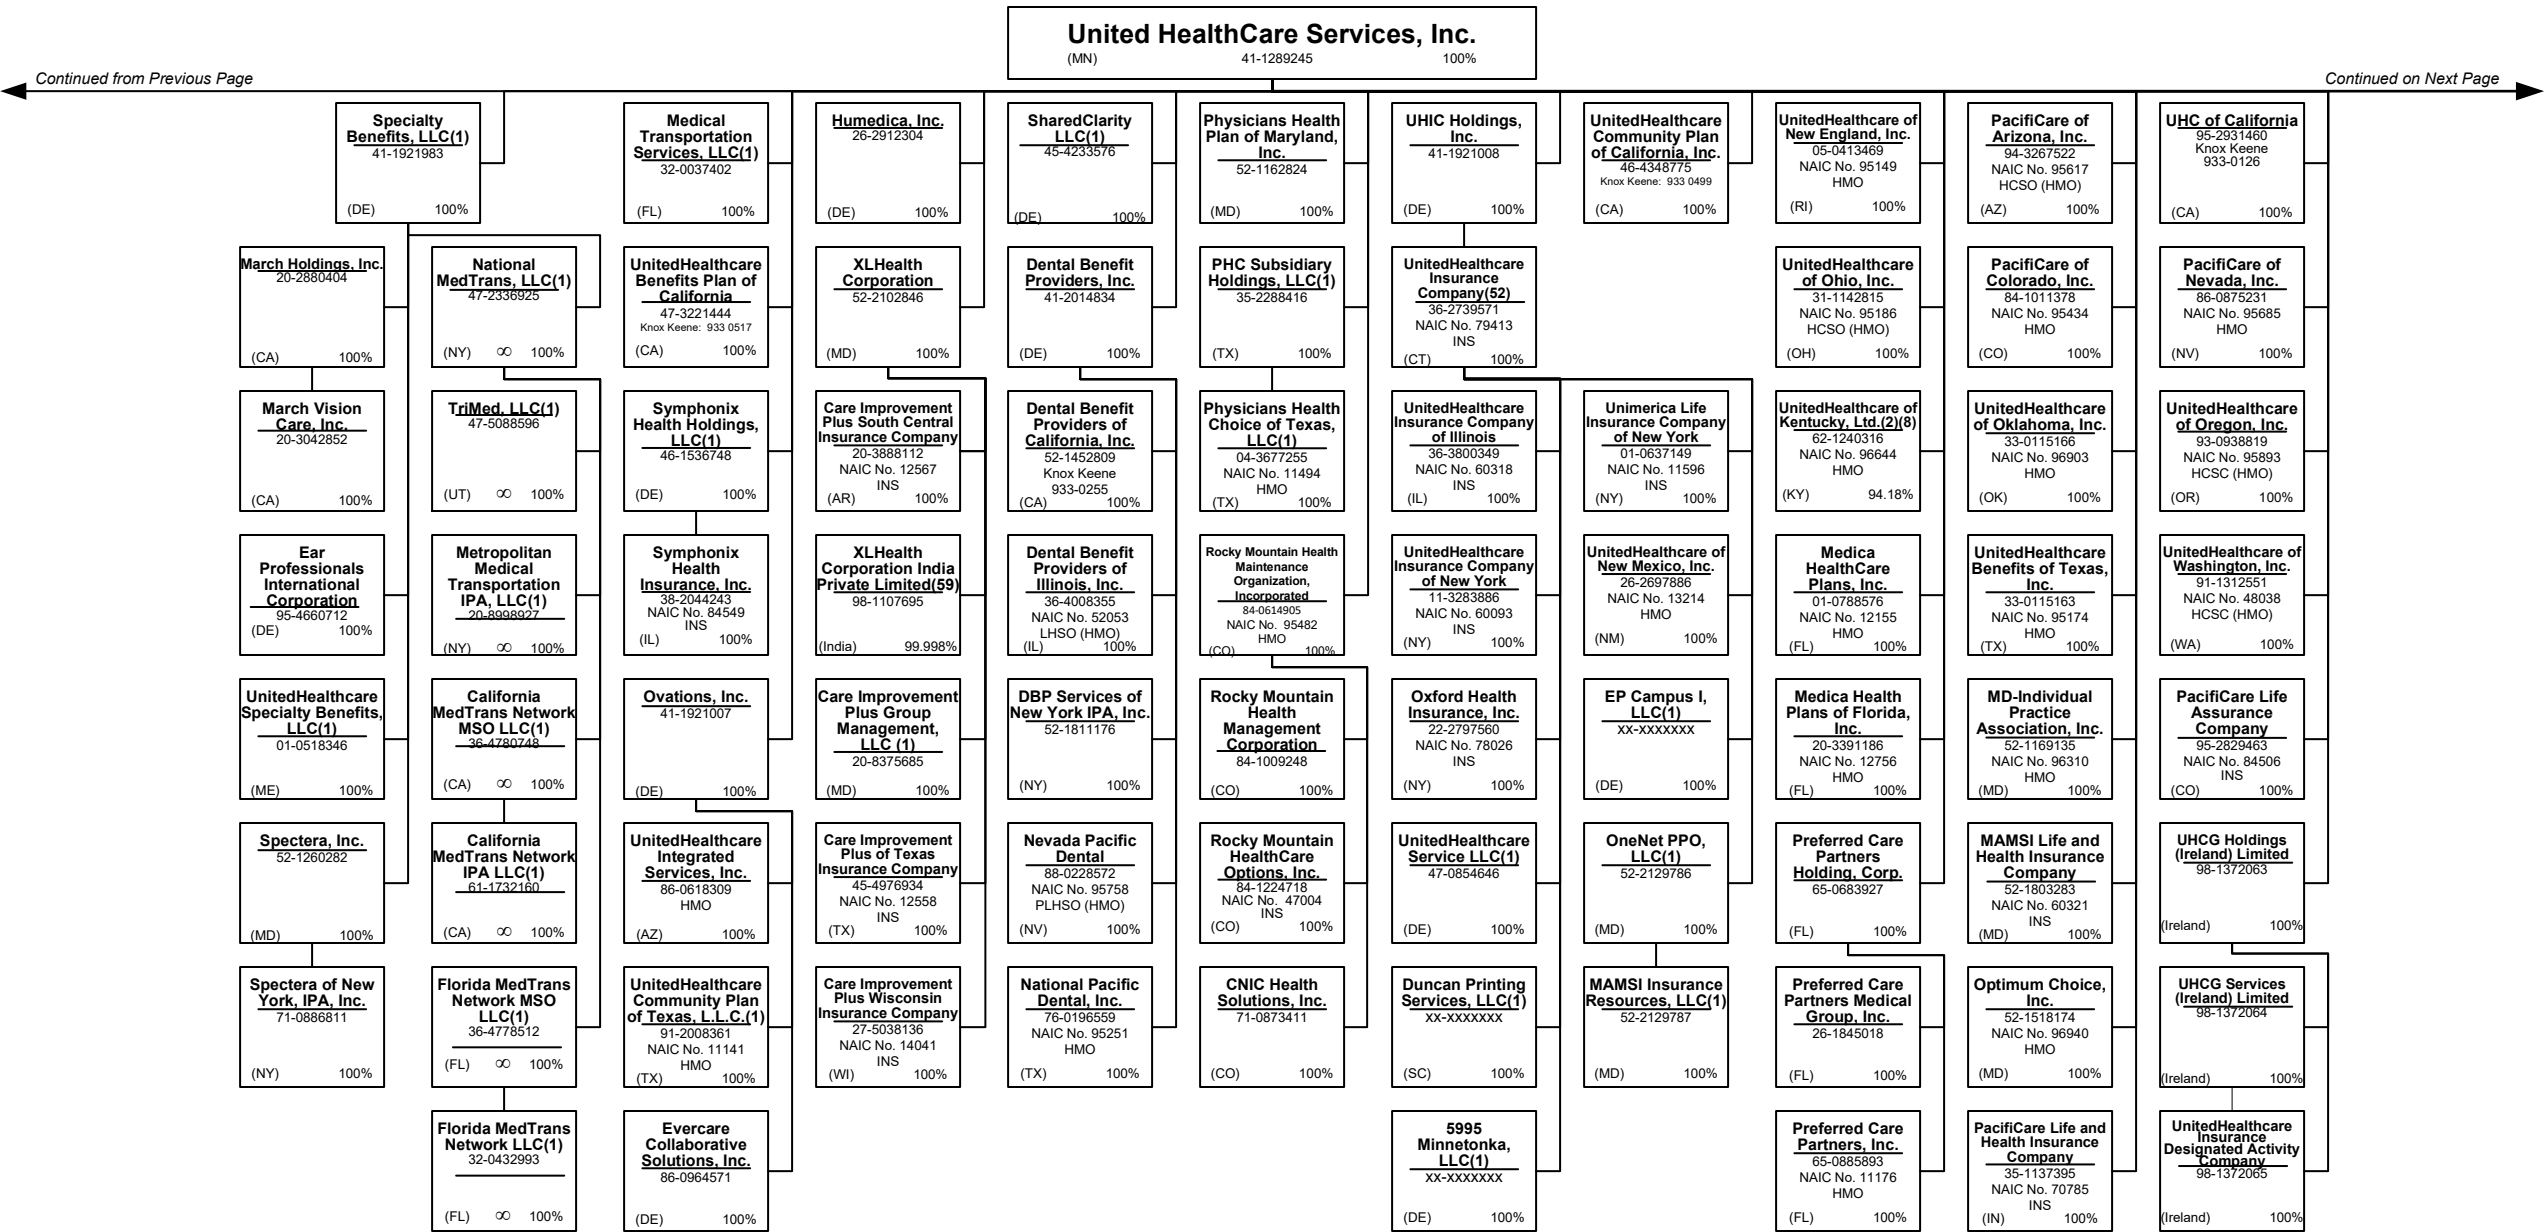 United HealthCare Services, Inc.
(MN) 41-1289245 100%
Continued from Previous Page
Continued on Next Page
Specialty
Benefits, LLC(1)
41-1921983
(DE) 100%
Medical
Transportation
Services, LLC(1)
32-0037402
(FL) 100%
Humedica, Inc.
26-2912304
(DE) 100%
SharedClarity
LLC(1)
45-4233576
(DE) 100%
Physicians Health
Plan of Maryland,
Inc.
52-1162824
(MD) 100%
UHIC Holdings,
Inc.
41-1921008
(DE) 100%
UnitedHealthcare
Community Plan
of California, Inc.
46-4348775
Knox Keene: 933 0499
(CA) 100%
UnitedHealthcare of
New England, Inc.
05-0413469
NAIC No. 95149
HMO
(RI) 100%
PacifiCare of
Arizona, Inc.
94-3267522
NAIC No. 95617
HCSO (HMO)
(AZ) 100%
UHC of California
95-2931460
Knox Keene
933-0126
(CA) 100%
March Holdings, Inc.
20-2880404
(CA) 100%
National
MedTrans, LLC(1)
47-2336925
(NY) ∞ 100%
UnitedHealthcare
Benefits Plan of
California
47-3221444
Knox Keene: 933 0517
(CA) 100%
XLHealth
Corporation
52-2102846
(MD) 100%
Dental Benefit
Providers, Inc.
41-2014834
(DE) 100%
PHC Subsidiary
Holdings, LLC(1)
35-2288416
(TX) 100%
UnitedHealthcare
Insurance
Company(52)
36-2739571
NAIC No. 79413
INS
(CT) 100%
UnitedHealthcare
of Ohio, Inc.
31-1142815
NAIC No. 95186
HCSO (HMO)
(OH) 100%
PacifiCare of
Colorado, Inc.
84-1011378
NAIC No. 95434
HMO
(CO) 100%
PacifiCare of
Nevada, Inc.
86-0875231
NAIC No. 95685
HMO
(NV) 100%
March Vision
Care, Inc.
20-3042852
(CA) 100%
TriMed, LLC(1)
47-5088596
(UT) ∞ 100%
Symphonix
Health Holdings,
LLC(1)
46-1536748
(DE) 100%
Care Improvement
Plus South Central
Insurance Company
20-3888112
NAIC No. 12567
INS
(AR) 100%
Dental Benefit
Providers of
California, Inc.
52-1452809
Knox Keene
933-0255
(CA) 100%
Physicians Health
Choice of Texas,
LLC(1)
04-3677255
NAIC No. 11494
HMO
(TX) 100%
UnitedHealthcare
Insurance Company
of Illinois
36-3800349
NAIC No. 60318
INS
(IL) 100%
Unimerica Life
Insurance Company
of New York
01-0637149
NAIC No. 11596
INS
(NY) 100%
UnitedHealthcare of
Kentucky, Ltd.(2)(8)
62-1240316
NAIC No. 96644
HMO
(KY) 94.18%
UnitedHealthcare
of Oklahoma, Inc.
33-0115166
NAIC No. 96903
HMO
(OK) 100%
UnitedHealthcare
of Oregon, Inc.
93-0938819
NAIC No. 95893
HCSC (HMO)
(OR) 100%
Ear
Professionals
International
Corporation
95-4660712
(DE) 100%
Metropolitan
Medical
Transportation
IPA, LLC(1)
20-8998927
(NY) ∞ 100%
Symphonix
Health
Insurance, Inc.
38-2044243
NAIC No. 84549
INS
(IL) 100%
XLHealth
Corporation India
Private Limited(59)
98-1107695
(India) 99.998%
Dental Benefit
Providers of
Illinois, Inc.
36-4008355
NAIC No. 52053
LHSO (HMO)
(IL) 100%
Rocky Mountain Health
Maintenance
Organization,
Incorporated
84-0614905
NAIC No. 95482
HMO
(CO) 100%
UnitedHealthcare
Insurance Company
of New York
11-3283886
NAIC No. 60093
INS
(NY) 100%
UnitedHealthcare of
New Mexico, Inc.
26-2697886
NAIC No. 13214
HMO
(NM) 100%
Medica
HealthCare
Plans, Inc.
01-0788576
NAIC No. 12155
HMO
(FL) 100%
UnitedHealthcare
Benefits of Texas,
Inc.
33-0115163
NAIC No. 95174
HMO
(TX) 100%
UnitedHealthcare of
Washington, Inc.
91-1312551
NAIC No. 48038
HCSC (HMO)
(WA) 100%
UnitedHealthcare
Specialty Benefits,
LLC(1)
01-0518346
(ME) 100%
California
MedTrans Network
MSO LLC(1)
36-4780748
(CA) ∞ 100%
Ovations, Inc.
41-1921007
(DE) 100%
Care Improvement
Plus Group
Management,
LLC (1)
20-8375685
(MD) 100%
DBP Services of
New York IPA, Inc.
52-1811176
(NY) 100%
Rocky Mountain
Health
Management
Corporation
84-1009248
(CO) 100%
Oxford Health
Insurance, Inc.
22-2797560
NAIC No. 78026
INS
(NY) 100%
EP Campus I,
LLC(1)
xx-xxxxxxx
(DE) 100%
Medica Health
Plans of Florida,
Inc.
20-3391186
NAIC No. 12756
HMO
(FL) 100%
MD-Individual
Practice
Association, Inc.
52-1169135
NAIC No. 96310
HMO
(MD) 100%
PacifiCare Life
Assurance
Company
95-2829463
NAIC No. 84506
INS
(CO) 100%
Spectera, Inc.
52-1260282
(MD) 100%
California
MedTrans Network
IPA LLC(1)
61-1732160
(CA) ∞ 100%
UnitedHealthcare
Integrated
Services, Inc.
86-0618309
HMO
(AZ) 100%
Care Improvement
Plus of Texas
Insurance Company
45-4976934
NAIC No. 12558
INS
(TX) 100%
Nevada Pacific
Dental
88-0228572
NAIC No. 95758
PLHSO (HMO)
(NV) 100%
Rocky Mountain
HealthCare
Options, Inc.
84-1224718
NAIC No. 47004
INS
(CO) 100%
UnitedHealthcare
Service LLC(1)
47-0854646
(DE) 100%
OneNet PPO,
LLC(1)
52-2129786
(MD) 100%
Preferred Care
Partners
Holding, Corp.
65-0683927
(FL) 100%
MAMSI Life and
Health Insurance
Company
52-1803283
NAIC No. 60321
INS
(MD) 100%
UHCG Holdings
(Ireland) Limited
98-1372063
(Ireland) 100%
Spectera of New
York, IPA, Inc.
71-0886811
(NY) 100%
Florida MedTrans
Network MSO
LLC(1)
36-4778512
(FL) ∞ 100%
UnitedHealthcare
Community Plan
of Texas, L.L.C.(1)
91-2008361
NAIC No. 11141
HMO
(TX) 100%
Care Improvement
Plus Wisconsin
Insurance Company
27-5038136
NAIC No. 14041
INS
(WI) 100%
National Pacific
Dental, Inc.
76-0196559
NAIC No. 95251
HMO
(TX) 100%
CNIC Health
Solutions, Inc.
71-0873411
(CO) 100%
Duncan Printing
Services, LLC(1)
xx-xxxxxxx
(SC) 100%
MAMSI Insurance
Resources, LLC(1)
52-2129787
(MD) 100%
Preferred Care
Partners Medical
Group, Inc.
26-1845018
(FL) 100%
Optimum Choice,
Inc.
52-1518174
NAIC No. 96940
HMO
(MD) 100%
UHCG Services
(Ireland) Limited
98-1372064
(Ireland) 100%
Florida MedTrans
Network LLC(1)
32-0432993
(FL) ∞ 100%
Evercare
Collaborative
Solutions, Inc.
86-0964571
(DE) 100%
5995
Minnetonka,
LLC(1)
xx-xxxxxxx
(DE) 100%
Preferred Care
Partners, Inc.
65-0885893
NAIC No. 11176
HMO
(FL) 100%
PacifiCare Life and
Health Insurance
Company
35-1137395
NAIC No. 70785
INS
(IN) 100%
UnitedHealthcare
Insurance
Designated Activity
Company
98-1372065
(Ireland) 100%